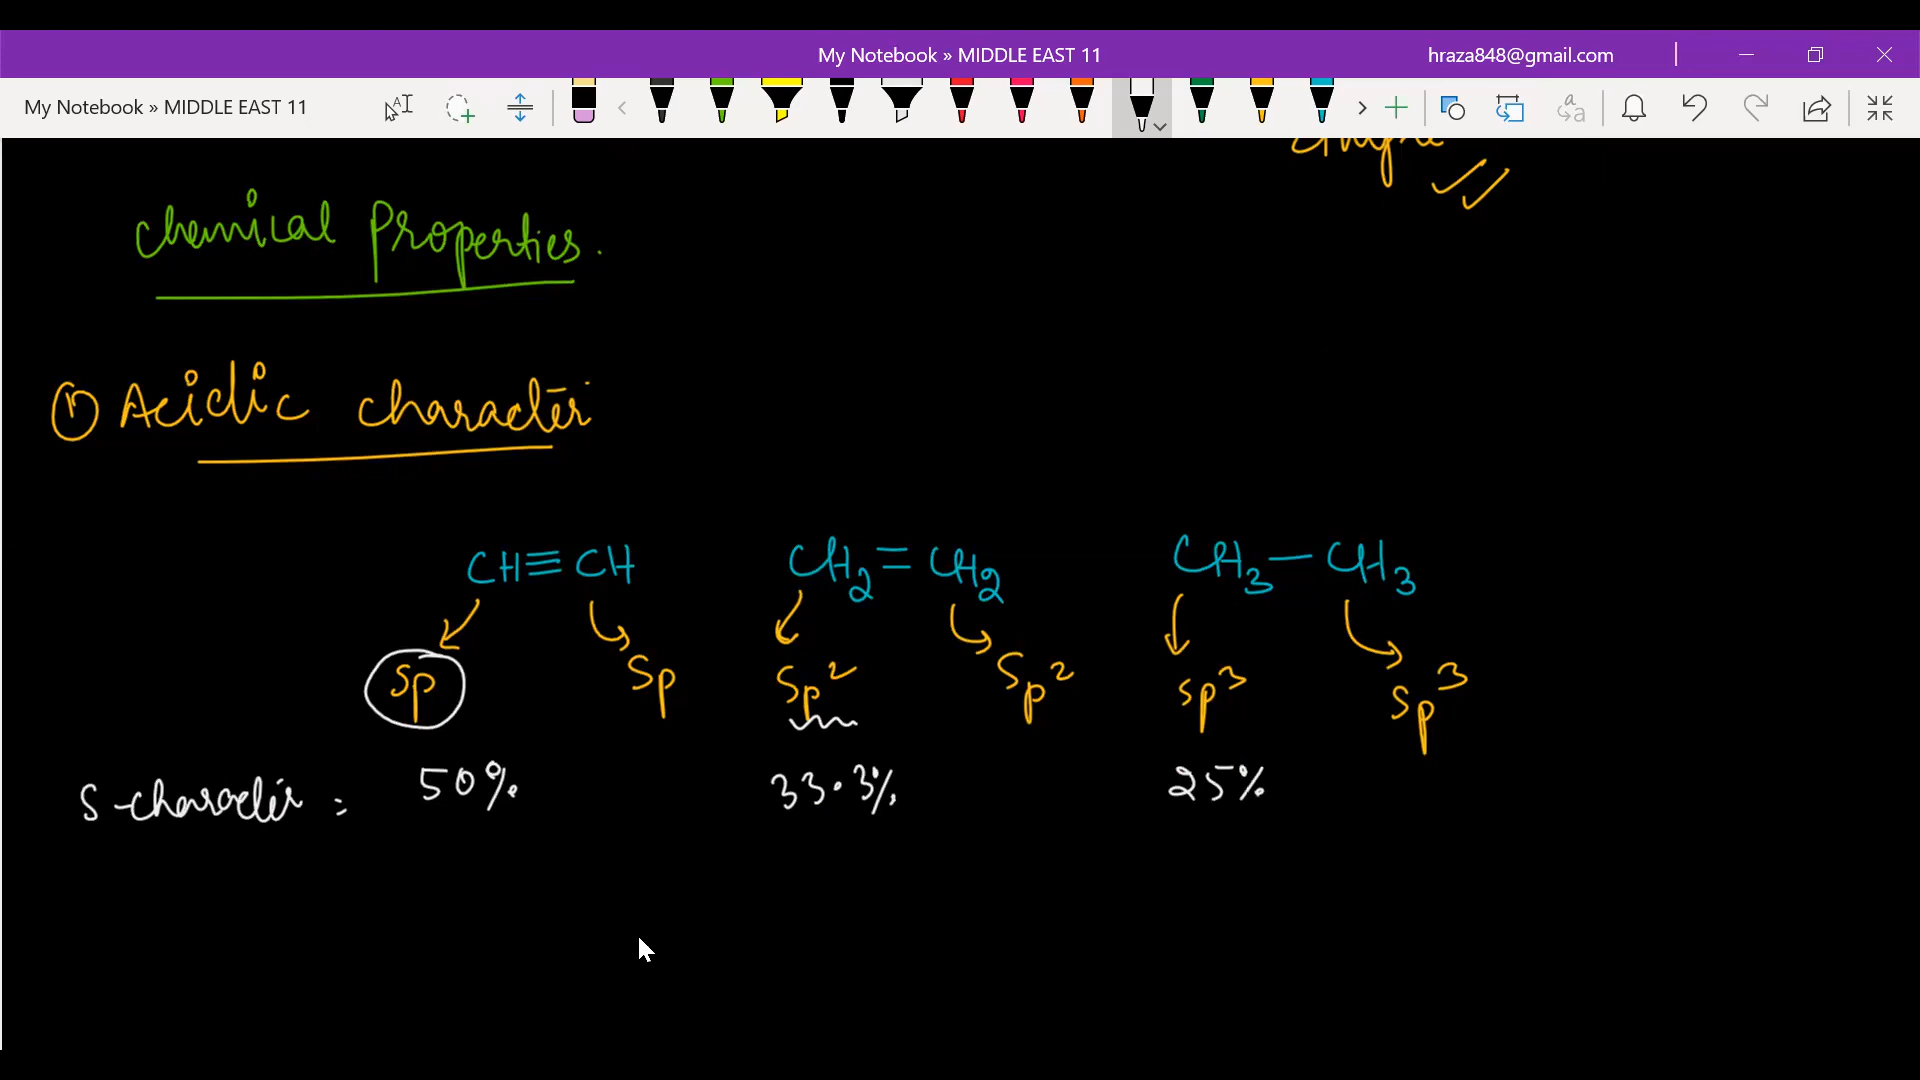 My Notebook » MIDDLE EAST 11
hraza848@gmail.com
My Notebook » MIDDLE EAST 11
Chemical Properties.
① Acidic character
CH≡CH CH₂=CH₂ CH₃—CH₃
Sp Sp Sp² Sp² Sp³ Sp³
S-character = 50% 33.3% 25%